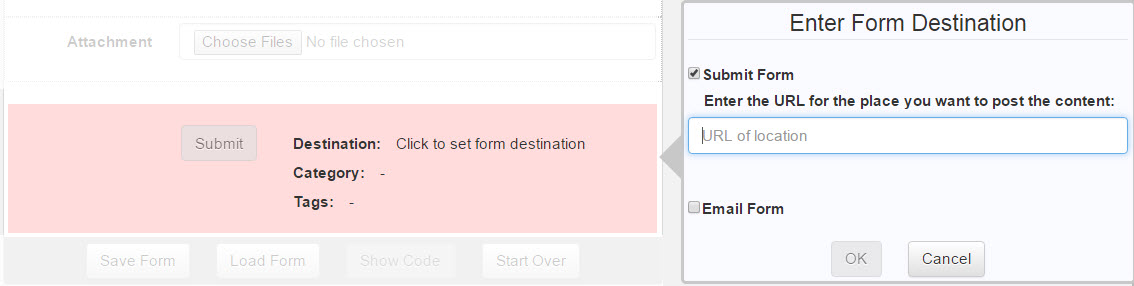 Attachment Choose Files No file chosen
Submit
Destination: Click to set form destination
Category: -
Tags: -
Save Form Load Form Show Code Start Over
Enter Form Destination
Submit Form
Enter the URL for the place you want to post the content:
URL of location
Email Form
OK Cancel